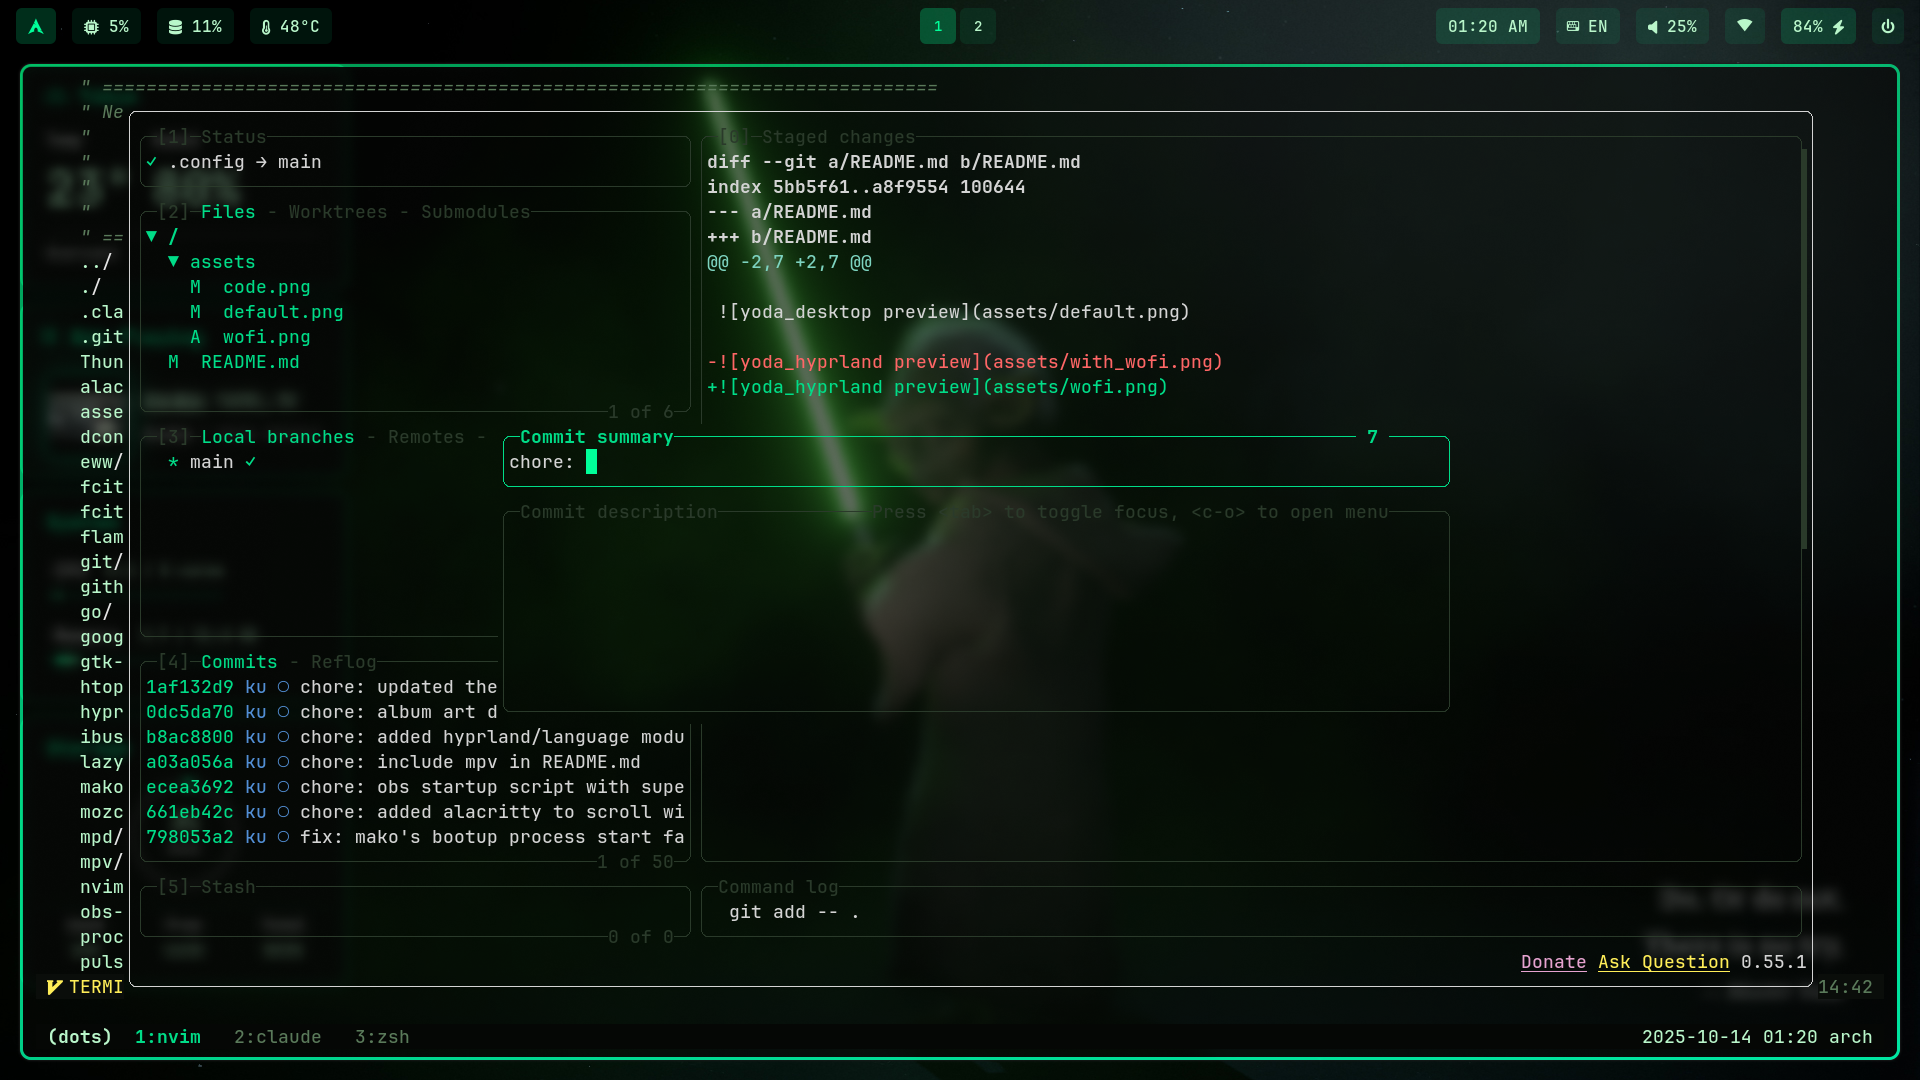 5%
11%
48°C
1
2
01:20 AM
EN
25%
84%
" ============================================================================
" Ne
"
"
"
"
" ==
../
./
.cla
.git
Thun
alac
asse
dcon
eww/
fcit
fcit
flam
git/
gith
go/
goog
gtk-
htop
hypr
ibus
lazy
mako
mozc
mpd/
mpv/
nvim
obs-
proc
puls
TERMI
[1]─Status
✓ .config → main
[2]─Files - Worktrees - Submodules
▼ /
▼ assets
M code.png
M default.png
A wofi.png
M README.md
1 of 6
[3]─Local branches - Remotes -
* main ✓
[4]─Commits - Reflog
1af132d9 ku ○ chore: updated the
0dc5da70 ku ○ chore: album art d
b8ac8800 ku ○ chore: added hyprland/language modu
a03a056a ku ○ chore: include mpv in README.md
ecea3692 ku ○ chore: obs startup script with supe
661eb42c ku ○ chore: added alacritty to scroll wi
798053a2 ku ○ fix: mako's bootup process start fa
1 of 50
[5]─Stash
0 of 0
[0]─Staged changes
diff --git a/README.md b/README.md
index 5bb5f61..a8f9554 100644
--- a/README.md
+++ b/README.md
@@ -2,7 +2,7 @@
![yoda_desktop preview](assets/default.png)
-![yoda_hyprland preview](assets/with_wofi.png)
+![yoda_hyprland preview](assets/wofi.png)
Commit summary 7
chore:
Commit description Press <tab> to toggle focus, <c-o> to open menu
Command log
git add -- .
Donate Ask Question 0.55.1
14:42
(dots) 1:nvim 2:claude 3:zsh
2025-10-14 01:20 arch